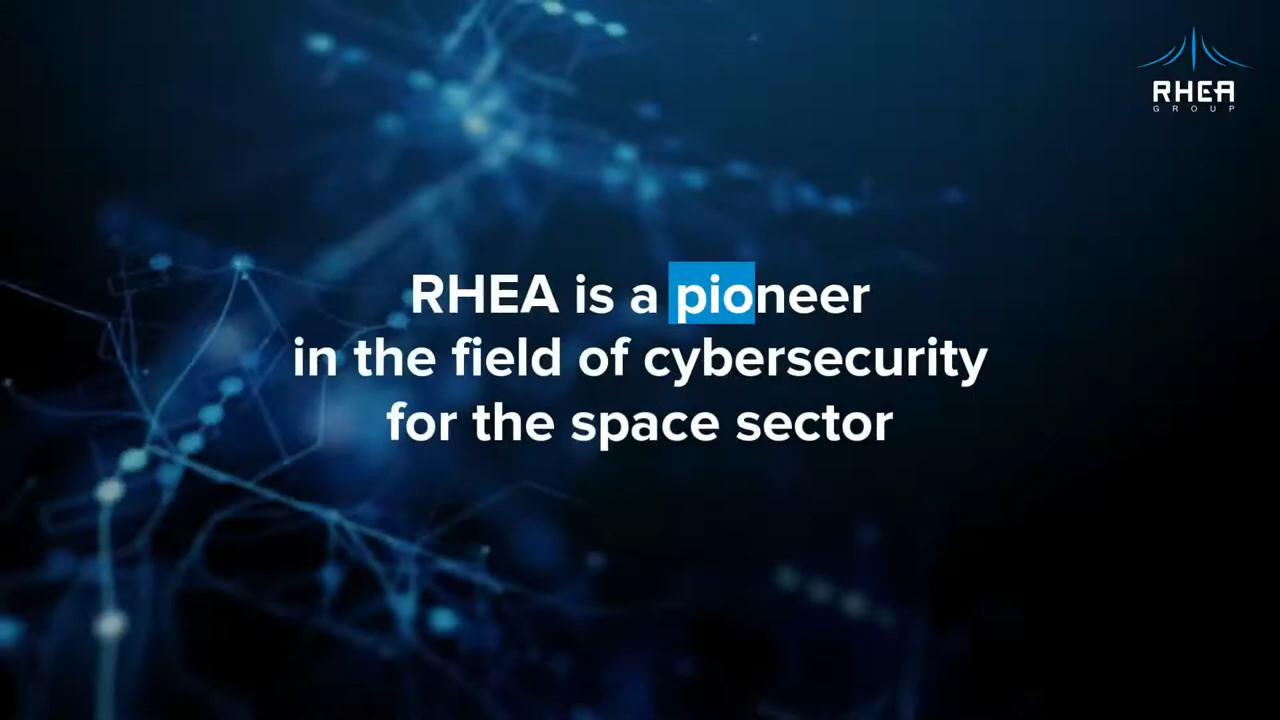 RHEA
GROUP
RHEA is a pioneer
in the field of cybersecurity
for the space sector